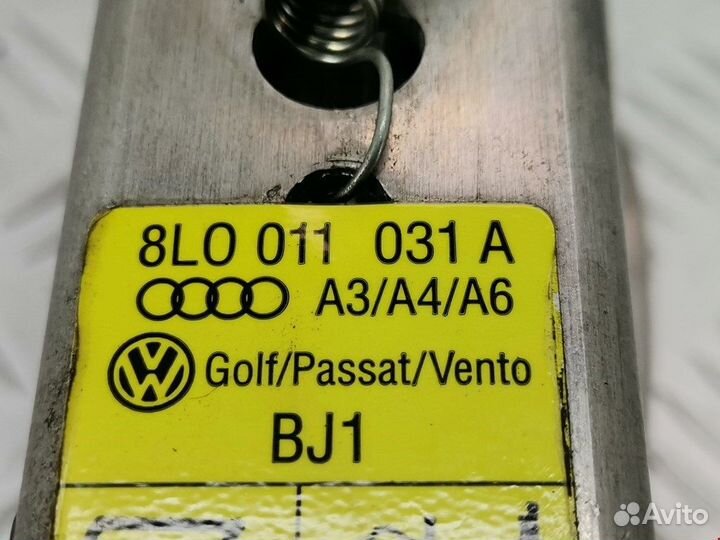 8L0 011 031 A
A3/A4/A6
Golf/Passat/Vento
BJ1
Avito